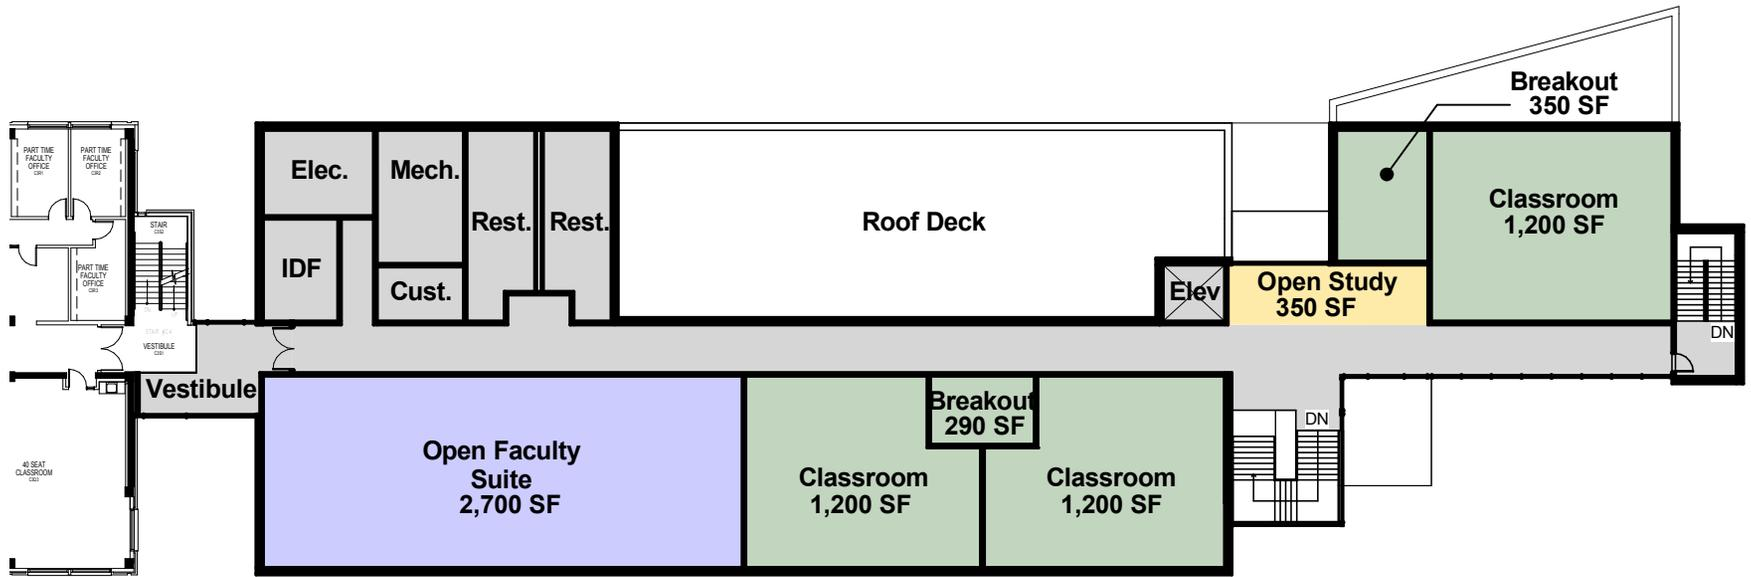 Breakout
350 SF
PART TIME
FACULTY
OFFICE
C3R1
PART TIME
FACULTY
OFFICE
C3R2
Elec.
Mech.
Rest.
Rest.
Roof Deck
Classroom
1,200 SF
STAIR
PART TIME
FACULTY
OFFICE
C3R3
IDF
Cust.
Elev
Open Study
350 SF
DN
VESTIBULE
Vestibule
Breakout
290 SF
DN
Open Faculty
Suite
2,700 SF
Classroom
1,200 SF
Classroom
1,200 SF
40 SEAT
CLASSROOM